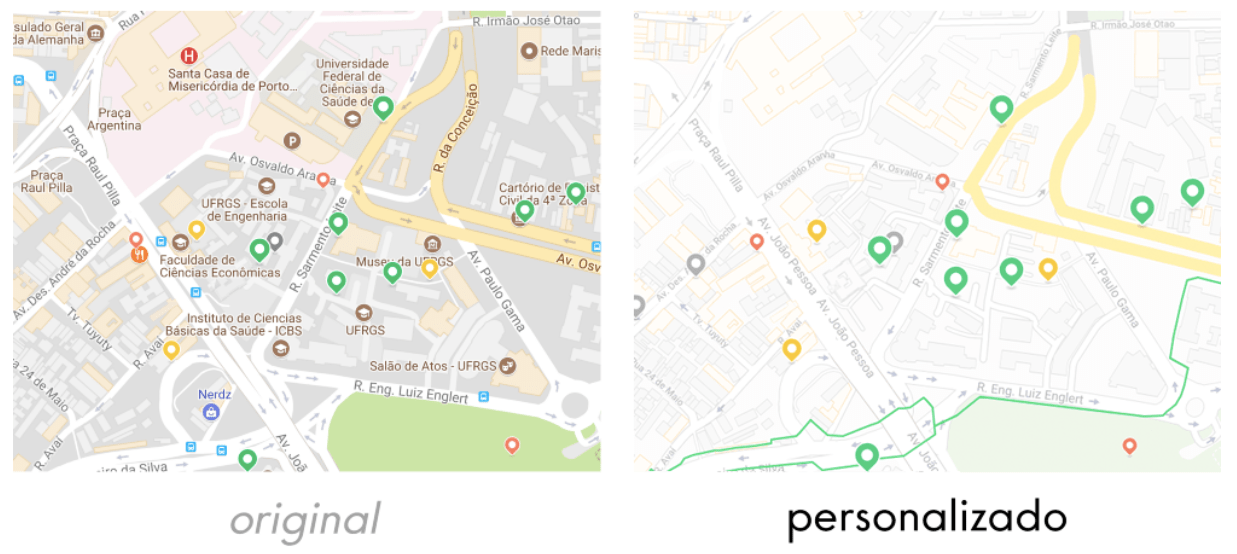 sulado Geral
da Alemanha
Rua
R. Irmão José Otao
Rede Maris
H
Santa Casa de
Misericórdia de Porto...
Universidade
Federal de
Ciências da
Saúde de
Praça
Argentina
P
R. da Conceição
Praça Raul Pilla
Av. Osvaldo Ara
Praça
Raul Pilla
Cartório de
Civil da 4ª Zona
UFRGS - Escola
de Engenharia
R. Sarmento Leite
Av. Des. André da Rocha
Faculdade de
Ciências Econômicas
Museu da UFRGS
Av. Osv
Av. Paulo Gama
Tv. Tuyuty
Instituto de Ciencias
Básicas da Saúde - ICBS
UFRGS
R. Avaí
Salão de Atos - UFRGS
24 de Maio
Nerdz
R. Eng. Luiz Englert
R. Avaí
Av. Joã
da Silva
original
R. Irmão José Otao
R. Sarmento Leite
Praça Raul Pilla
Av. Osvaldo Aranha
Av. Osvaldo Aranha
Av. João Pessoa
R. Sarmento Leite
Av. Des. da Rocha
Av. Paulo Gama
Tv. Tuyuty
Av. João Pessoa
R. Avaí
24 de Maio
R. Eng. Luiz Englert
R. Avaí
Av. João
Silva
personalizado